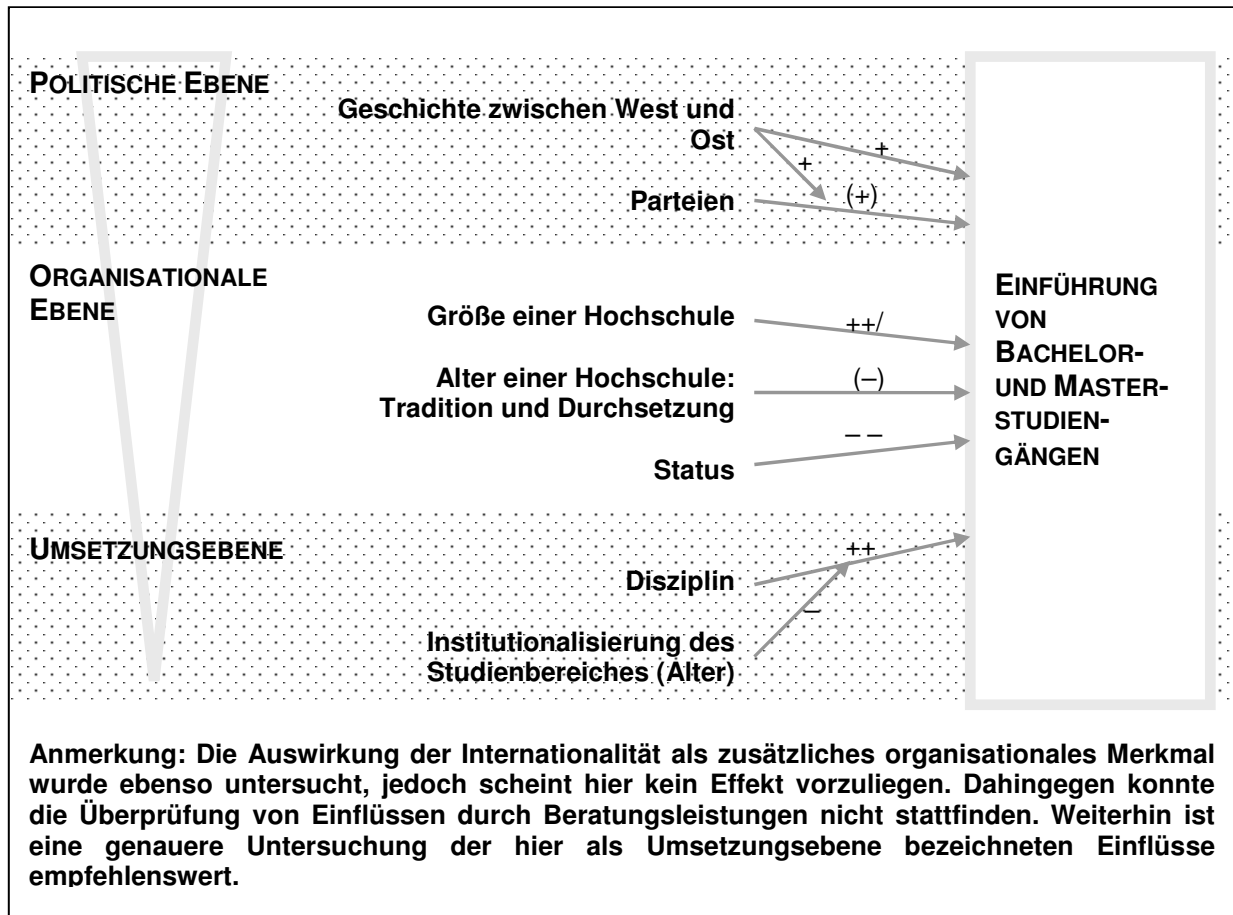 POLITISCHE EBENE
Geschichte zwischen West und
Ost
+
+
Parteien
(+)
ORGANISATIONALE
EBENE
Größe einer Hochschule
++/
Alter einer Hochschule:
Tradition und Durchsetzung
(–)
Status
– –
UMSETZUNGSEBENE
Disziplin
++
–
Institutionalisierung des
Studienbereiches (Alter)
EINFÜHRUNG
VON
BACHELOR-
UND MASTER-
STUDIEN-
GÄNGEN
Anmerkung: Die Auswirkung der Internationalität als zusätzliches organisationales Merkmal
wurde ebenso untersucht, jedoch scheint hier kein Effekt vorzuliegen. Dahingegen konnte
die Überprüfung von Einflüssen durch Beratungsleistungen nicht stattfinden. Weiterhin ist
eine genauere Untersuchung der hier als Umsetzungsebene bezeichneten Einflüsse
empfehlenswert.